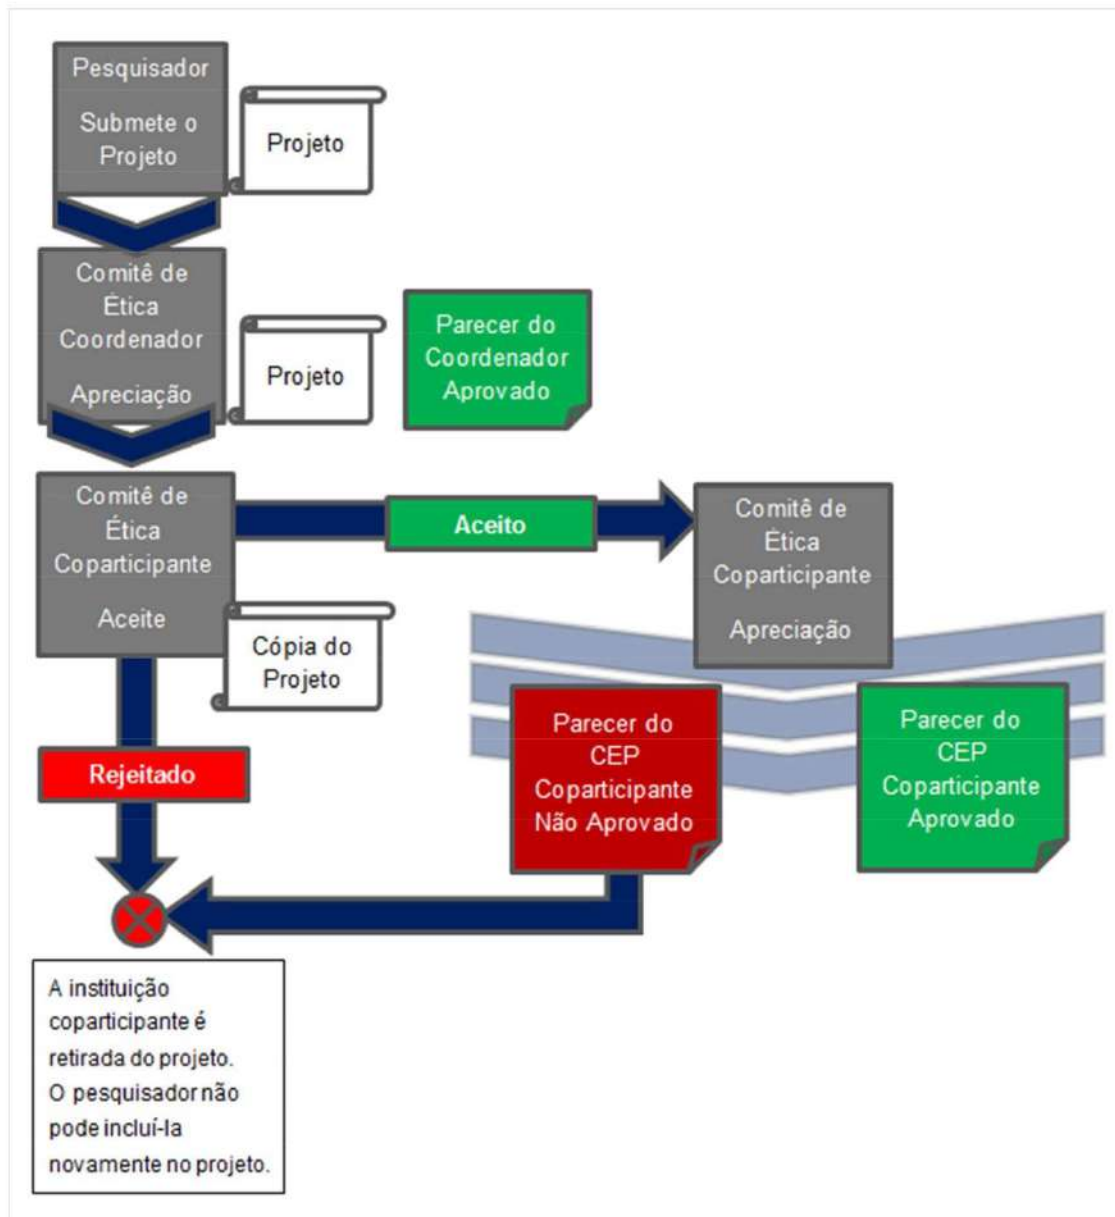 Pesquisador
Submete o
Projeto
Projeto
Comitê de
Ética
Coordenador
Apreciação
Projeto
Parecer do
Coordenador
Aprovado
Comitê de
Ética
Coparticipante
Aceite
Cópia do
Projeto
Aceito
Comitê de
Ética
Coparticipante
Apreciação
Rejeitado
Parecer do
CEP
Coparticipante
Não Aprovado
Parecer do
CEP
Coparticipante
Aprovado
A instituição
coparticipante é
retirada do projeto.
O pesquisador não
pode incluí-la
novamente no projeto.